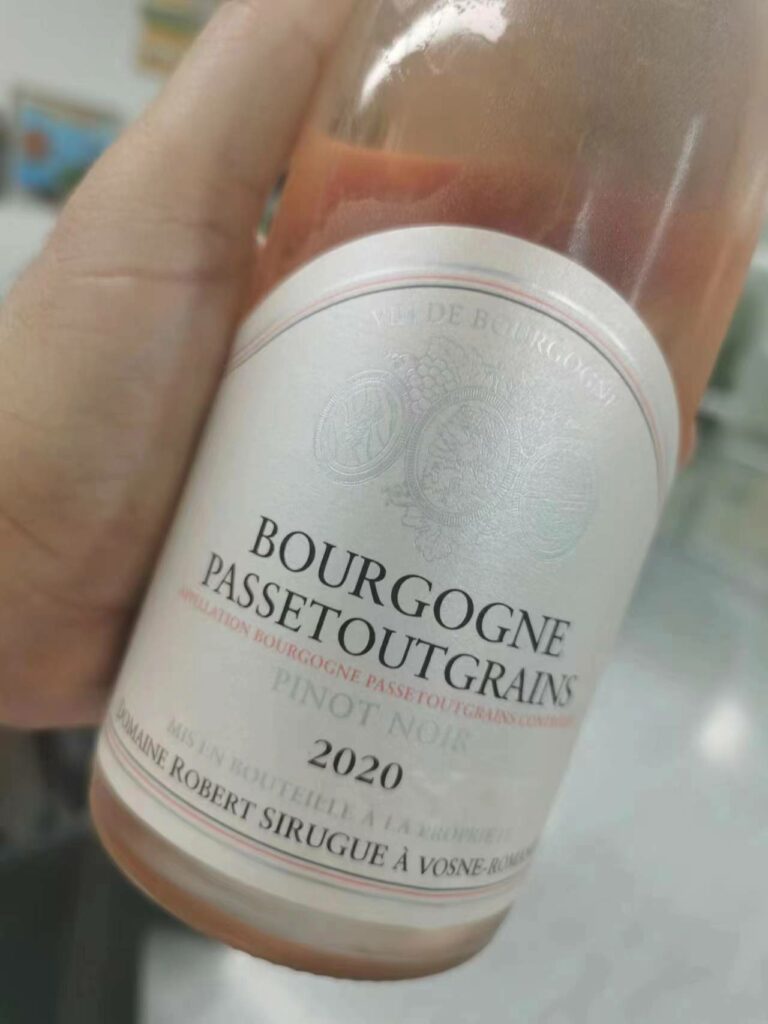 VIN DE BOURGOGNE
BOURGOGNE
PASSETOUTGRAINS
APPELLATION BOURGOGNE PASSETOUTGRAINS CONTRÔLÉE
PINOT NOIR
2020
MIS EN BOUTEILLE À LA PROPRIÉTÉ
DOMAINE ROBERT SIRUGUE À VOSNE-ROMAN